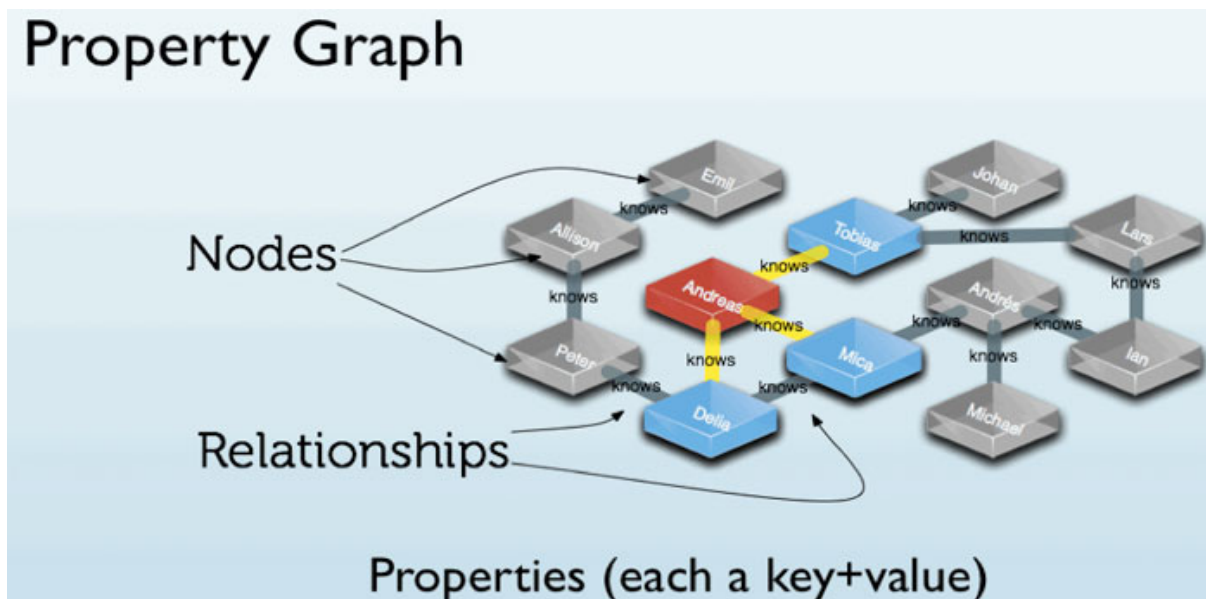 Property Graph
Emil
Johan
knows
knows
Allison
Tobias
Lars
knows
Nodes
knows
Andreas
Andrés
knows
knows
knows
knows
knows
knows
Peter
Mica
Ian
knows
knows
knows
knows
Delia
Michael
Relationships
Properties (each a key+value)